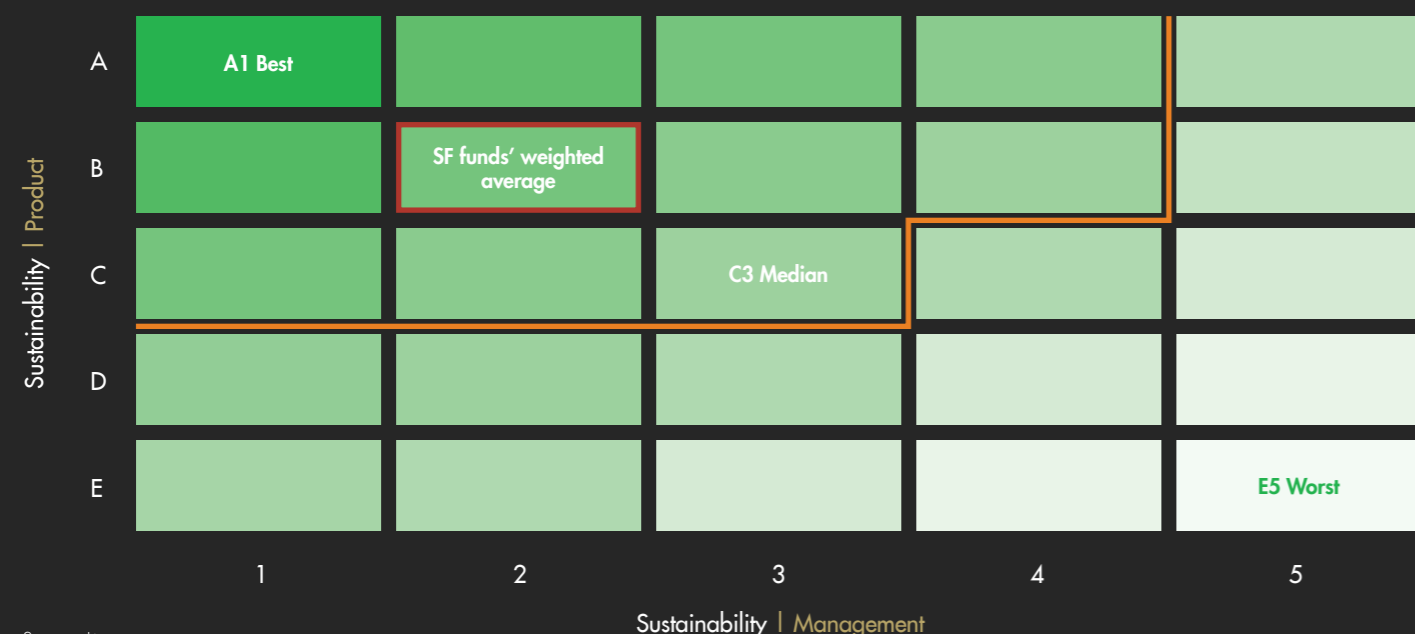 A
A1 Best
Sustainability | Product
B
SF funds' weighted
average
C
C3 Median
D
E
E5 Worst
1
2
3
4
5
Sustainability | Management